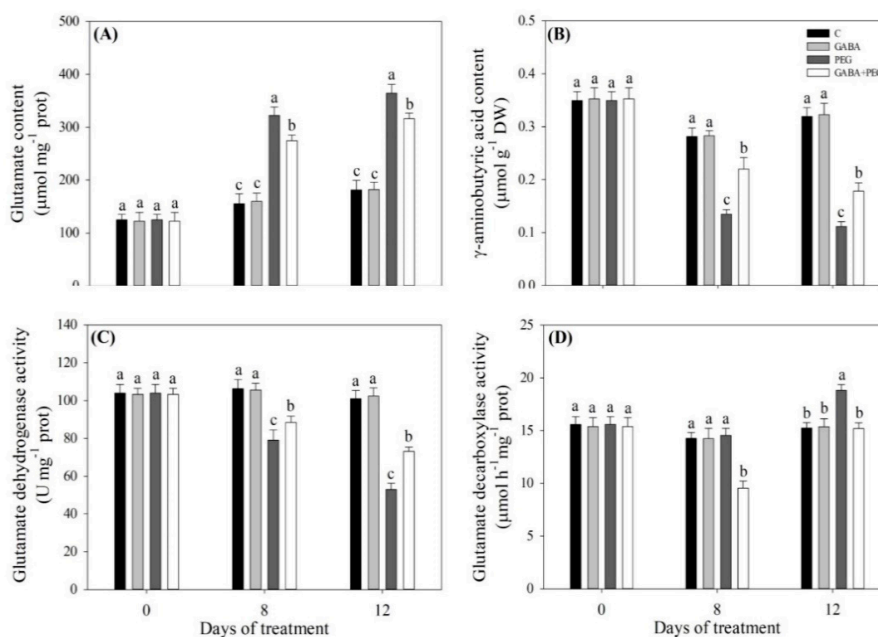 (A)
Glutamate content
(µmol mg-1 prot)
500
400
300
200
100
0
a a a a
c c a b
c c a b
(B)
C
GABA
PEG
GABA+PEG
γ-aminobutyric acid content
(µmol g-1 DW)
0.5
0.4
0.3
0.2
0.1
0.0
a a a a
a a c b
a a c b
(C)
Glutamate dehydrogenase activity
(U mg-1 prot)
140
120
100
80
60
40
20
0
a a a a
a a c b
a a c b
0 8 12
Days of treatment
(D)
Glutamate decarboxylase activity
(µmol h-1mg-1 prot)
25
20
15
10
5
0
a a a a
a a a b
b b a b
0 8 12
Days of treatment